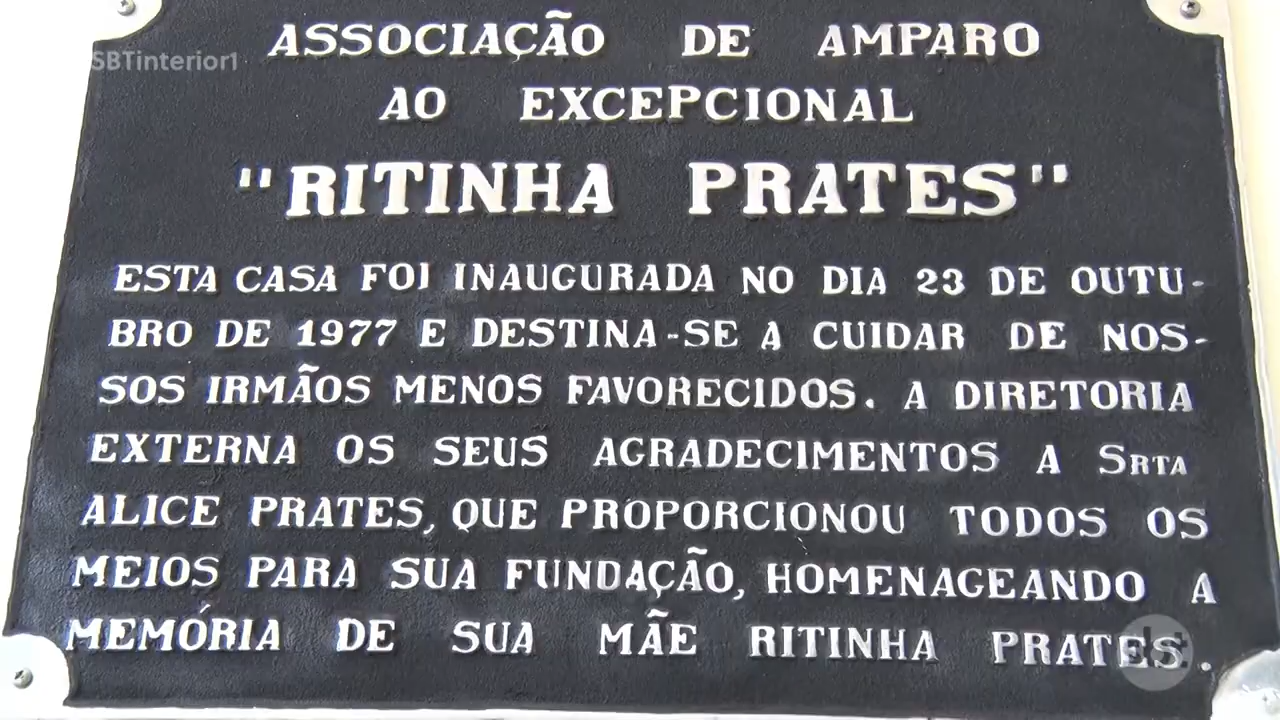 SBTinterior1
ASSOCIAÇÃO DE AMPARO
AO EXCEPCIONAL
"RITINHA PRATES"
ESTA CASA FOI INAUGURADA NO DIA 23 DE OUTU-
BRO DE 1977 E DESTINA-SE A CUIDAR DE NOS-
SOS IRMÃOS MENOS FAVORECIDOS. A DIRETORIA
EXTERNA OS SEUS AGRADECIMENTOS A SRTA
ALICE PRATES, QUE PROPORCIONOU TODOS OS
MEIOS PARA SUA FUNDAÇÃO, HOMENAGEANDO A
MEMÓRIA DE SUA MÃE RITINHA PRATES.